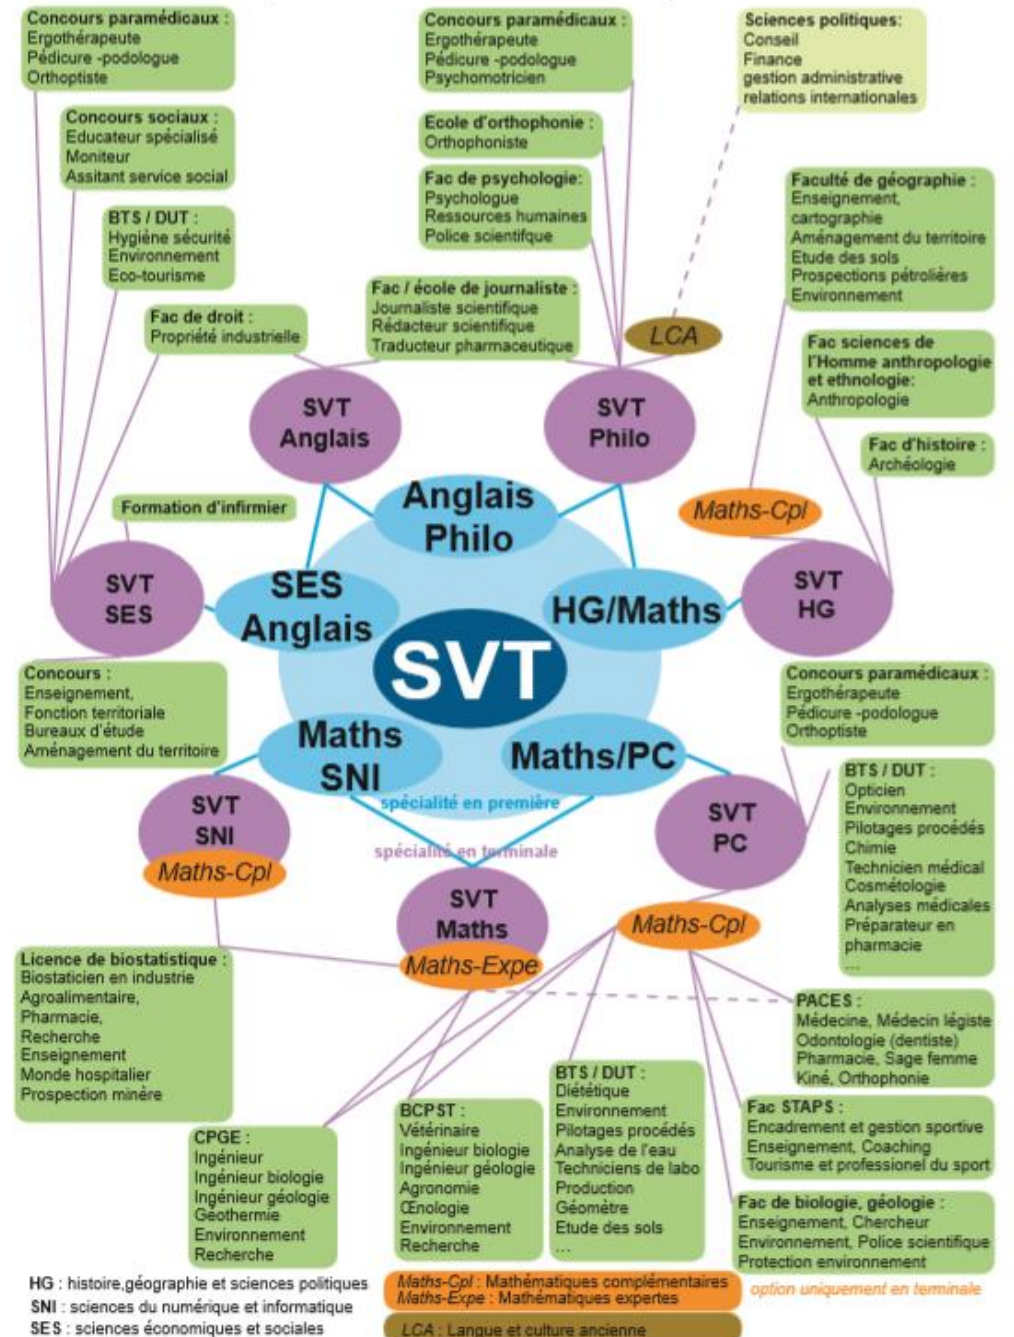 Concours paramédicaux :
Ergothérapeute
Pédicure -podologue
Orthoptiste
Concours sociaux :
Educateur spécialisé
Moniteur
Assitant service social
BTS / DUT :
Hygiène sécurité
Environnement
Eco-tourisme
Fac de droit :
Propriété industrielle
Concours paramédicaux :
Ergothérapeute
Pédicure -podologue
Psychomotricien
Ecole d'orthophonie :
Orthophoniste
Fac de psychologie:
Psychologue
Ressources humaines
Police scientifque
Fac / école de journaliste :
Journaliste scientifique
Rédacteur scientifique
Traducteur pharmaceutique
Sciences politiques:
Conseil
Finance
gestion administrative
relations internationales
LCA
Faculté de géographie :
Enseignement,
cartographie
Aménagement du territoire
Etude des sols
Prospections pétrolières
Environnement
Fac sciences de
l'Homme anthropologie
et ethnologie:
Anthropologie
Fac d'histoire :
Archéologie
SVT
Anglais
SVT
Philo
Formation d'infirmier
Anglais
Philo
Maths-Cpl
SVT
SES
SES
Anglais
HG/Maths
SVT
HG
SVT
Concours :
Enseignement,
Fonction territoriale
Bureaux d'étude
Aménagement du territoire
Maths
SNI
Maths/PC
spécialité en première
spécialité en terminale
Concours paramédicaux :
Ergothérapeute
Pédicure -podologue
Orthoptiste
BTS / DUT :
Opticien
Environnement
Pilotages procédés
Chimie
Technicien médical
Cosmétologie
Analyses médicales
Préparateur en
pharmacie
...
SVT
SNI
Maths-Cpl
SVT
PC
Maths-Cpl
SVT
Maths
Maths-Expe
Licence de biostatistique :
Biostaticien en industrie
Agroalimentaire,
Pharmacie,
Recherche
Enseignement
Monde hospitalier
Prospection minère
PACES :
Médecine, Médecin légiste
Odontologie (dentiste)
Pharmacie, Sage femme
Kiné, Orthophonie
CPGE :
Ingénieur
Ingénieur biologie
Ingénieur géologie
Géothermie
Environnement
Recherche
BCPST :
Vétérinaire
Ingénieur biologie
Ingénieur géologie
Agronomie
Œnologie
Environnement
Recherche
BTS / DUT :
Diététique
Environnement
Pilotages procédés
Analyse de l'eau
Techniciens de labo
Production
Géomètre
Etude des sols
...
Fac STAPS :
Encadrement et gestion sportive
Enseignement, Coaching
Tourisme et professionel du sport
Fac de biologie, géologie :
Enseignement, Chercheur
Environnement, Police scientifique
Protection environnement
HG : histoire,géographie et sciences politiques
SNI : sciences du numérique et informatique
SES : sciences économiques et sociales
Maths-Cpl : Mathématiques complémentaires
Maths-Expe : Mathématiques expertes
LCA : Langue et culture ancienne
option uniquement en terminale